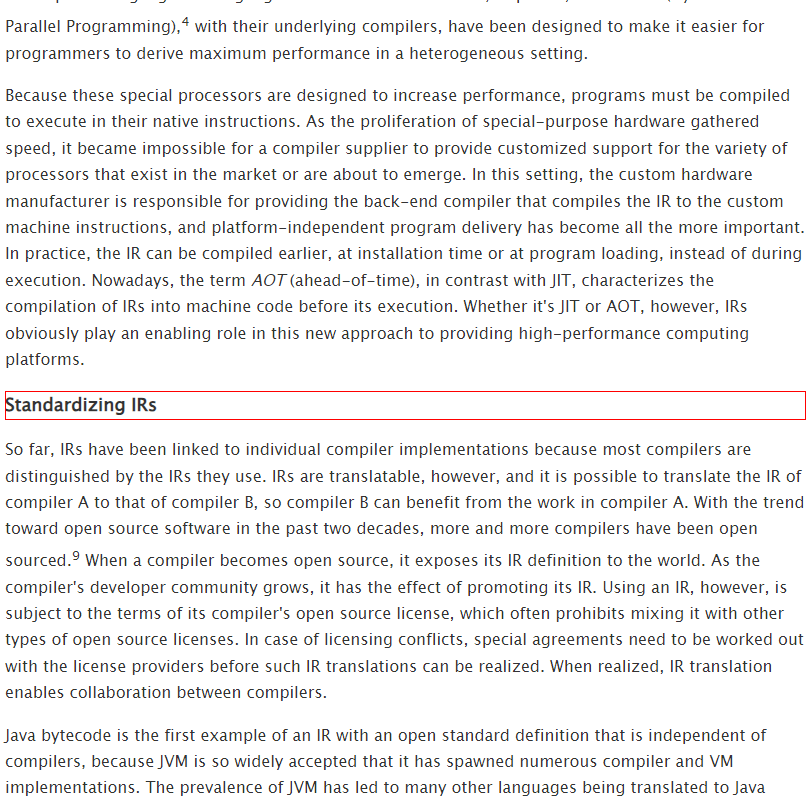 Parallel Programming),4 with their underlying compilers, have been designed to make it easier for
programmers to derive maximum performance in a heterogeneous setting.
Because these special processors are designed to increase performance, programs must be compiled
to execute in their native instructions. As the proliferation of special-purpose hardware gathered
speed, it became impossible for a compiler supplier to provide customized support for the variety of
processors that exist in the market or are about to emerge. In this setting, the custom hardware
manufacturer is responsible for providing the back-end compiler that compiles the IR to the custom
machine instructions, and platform-independent program delivery has become all the more important.
In practice, the IR can be compiled earlier, at installation time or at program loading, instead of during
execution. Nowadays, the term AOT (ahead-of-time), in contrast with JIT, characterizes the
compilation of IRs into machine code before its execution. Whether it's JIT or AOT, however, IRs
obviously play an enabling role in this new approach to providing high-performance computing
platforms.
Standardizing IRs
So far, IRs have been linked to individual compiler implementations because most compilers are
distinguished by the IRs they use. IRs are translatable, however, and it is possible to translate the IR of
compiler A to that of compiler B, so compiler B can benefit from the work in compiler A. With the trend
toward open source software in the past two decades, more and more compilers have been open
sourced.9 When a compiler becomes open source, it exposes its IR definition to the world. As the
compiler's developer community grows, it has the effect of promoting its IR. Using an IR, however, is
subject to the terms of its compiler's open source license, which often prohibits mixing it with other
types of open source licenses. In case of licensing conflicts, special agreements need to be worked out
with the license providers before such IR translations can be realized. When realized, IR translation
enables collaboration between compilers.
Java bytecode is the first example of an IR with an open standard definition that is independent of
compilers, because JVM is so widely accepted that it has spawned numerous compiler and VM
implementations. The prevalence of JVM has led to many other languages being translated to Java